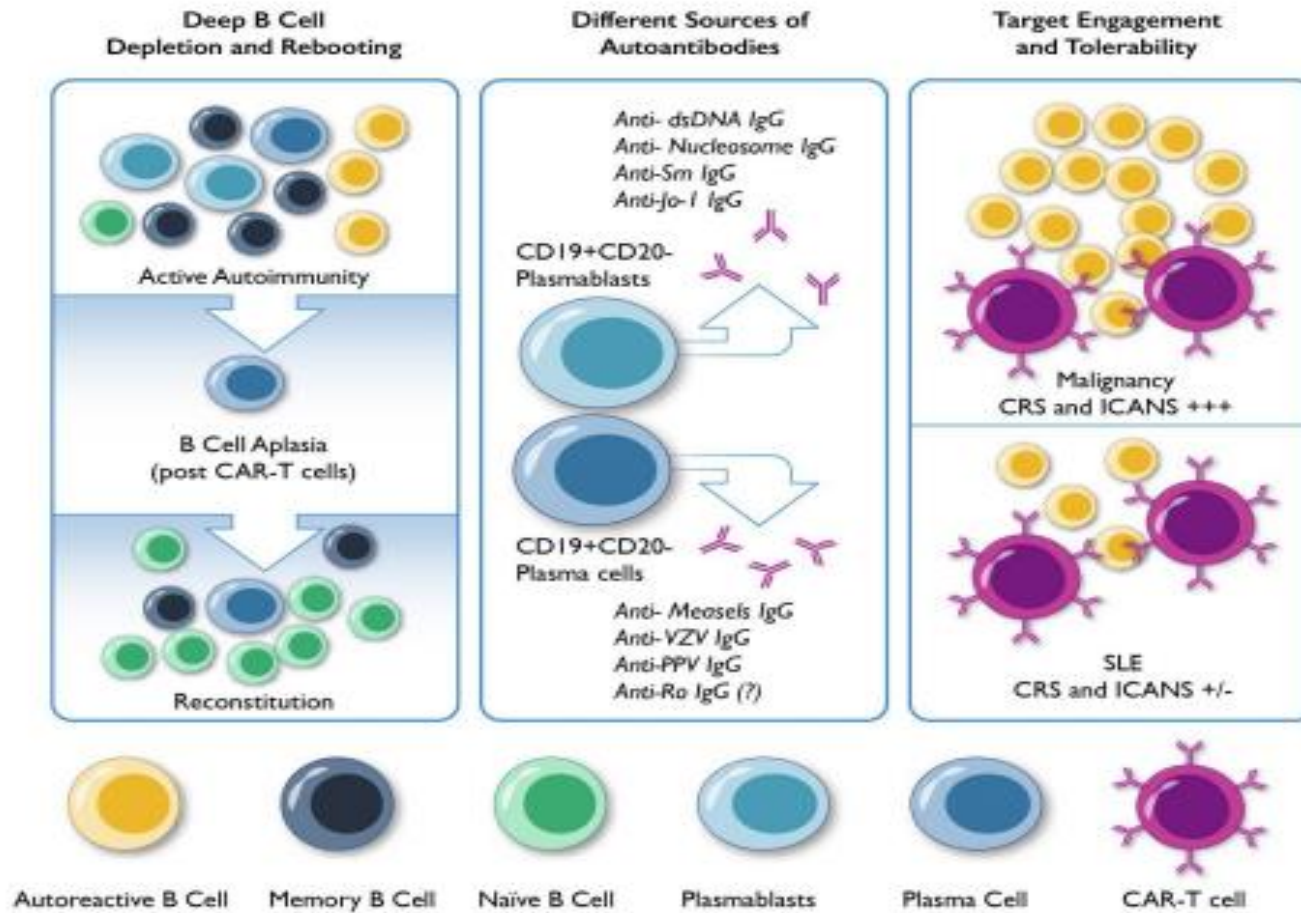 Deep B Cell
Depletion and Rebooting
Active Autoimmunity
B Cell Aplasia
(post CAR-T cells)
Reconstitution
Different Sources of
Autoantibodies
Anti- dsDNA IgG
Anti- Nucleosome IgG
Anti-Sm IgG
Anti-Jo-1 IgG
CD19+CD20-
Plasmablasts
CD19+CD20-
Plasma cells
Anti- Measels IgG
Anti-VZV IgG
Anti-PPV IgG
Anti-Ro IgG (?)
Target Engagement
and Tolerability
Malignancy
CRS and ICANS +++
SLE
CRS and ICANS +/-
Autoreactive B Cell
Memory B Cell
Naïve B Cell
Plasmablasts
Plasma Cell
CAR-T cell